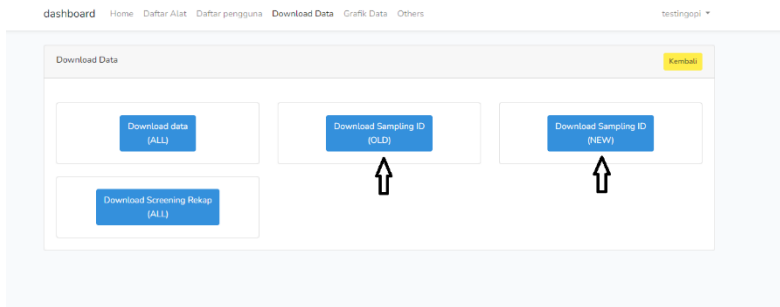 dashboard Home Daftar Alat Daftar pengguna Download Data Grafik Data Others testingopi
Download Data Kembali
Download data
(ALL)
Download Sampling ID
(OLD)
Download Sampling ID
(NEW)
Download Screening Rekap
(ALL)